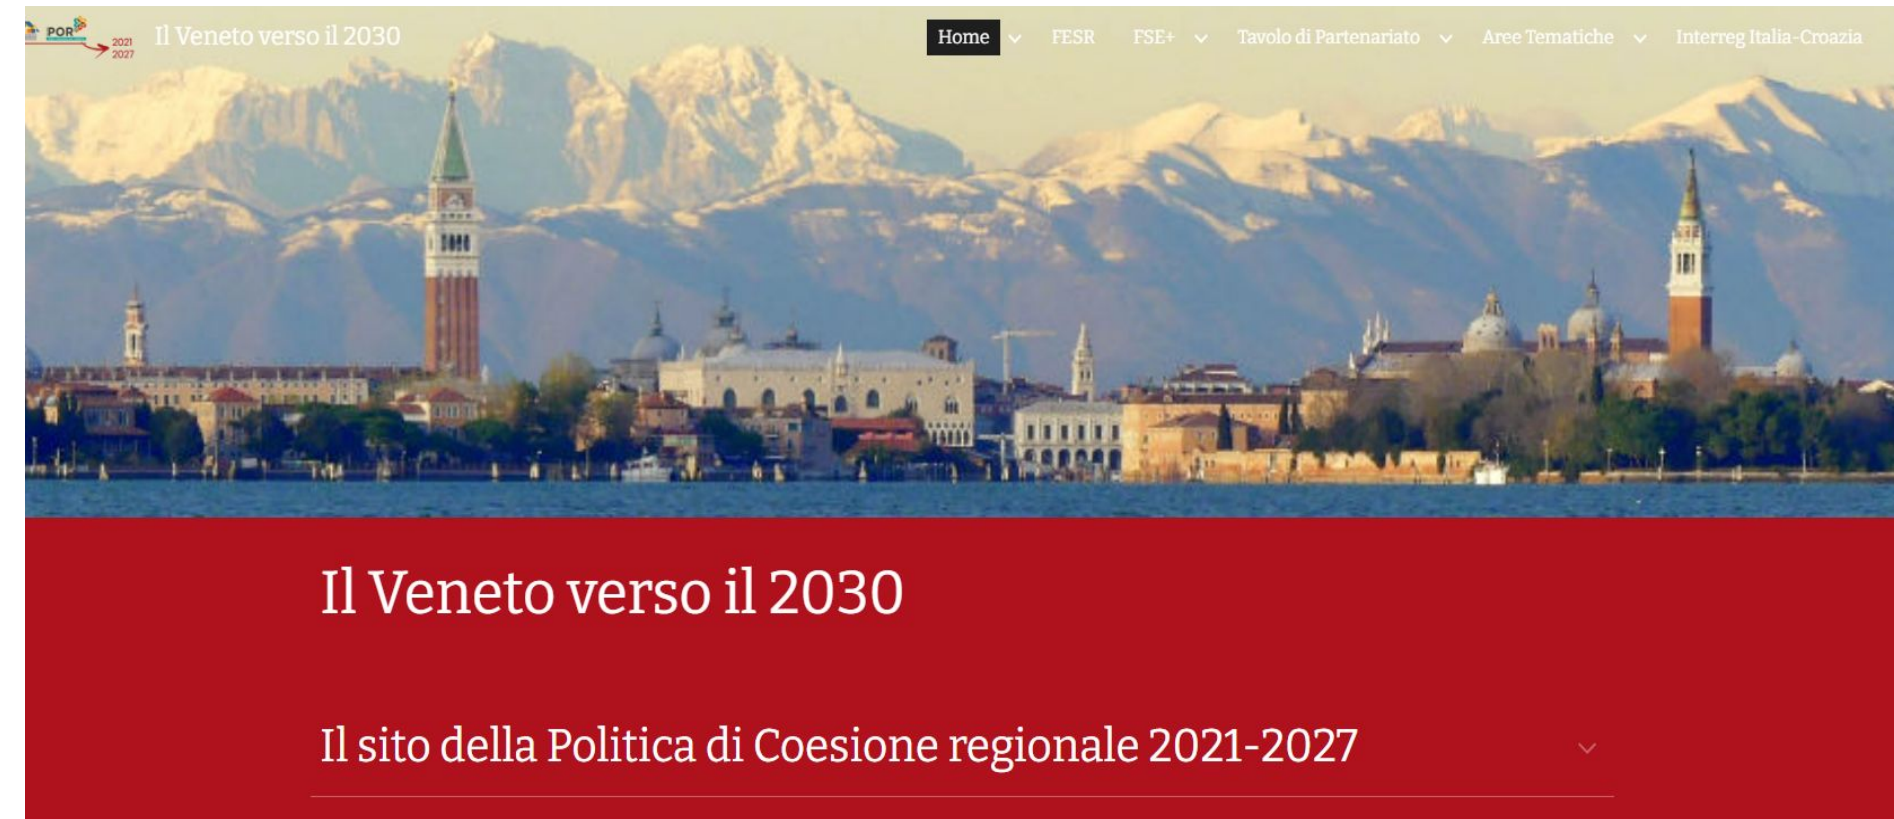 POR
2021
2027
Il Veneto verso il 2030
Home FESR FSE+ Tavolo di Partenariato Aree Tematiche Interreg Italia-Croazia
Il Veneto verso il 2030
Il sito della Politica di Coesione regionale 2021-2027